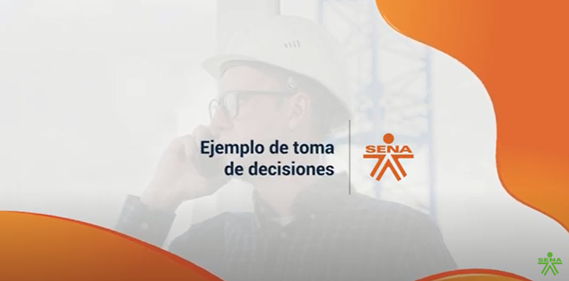 Ejemplo de toma
de decisiones
SENA
SENA